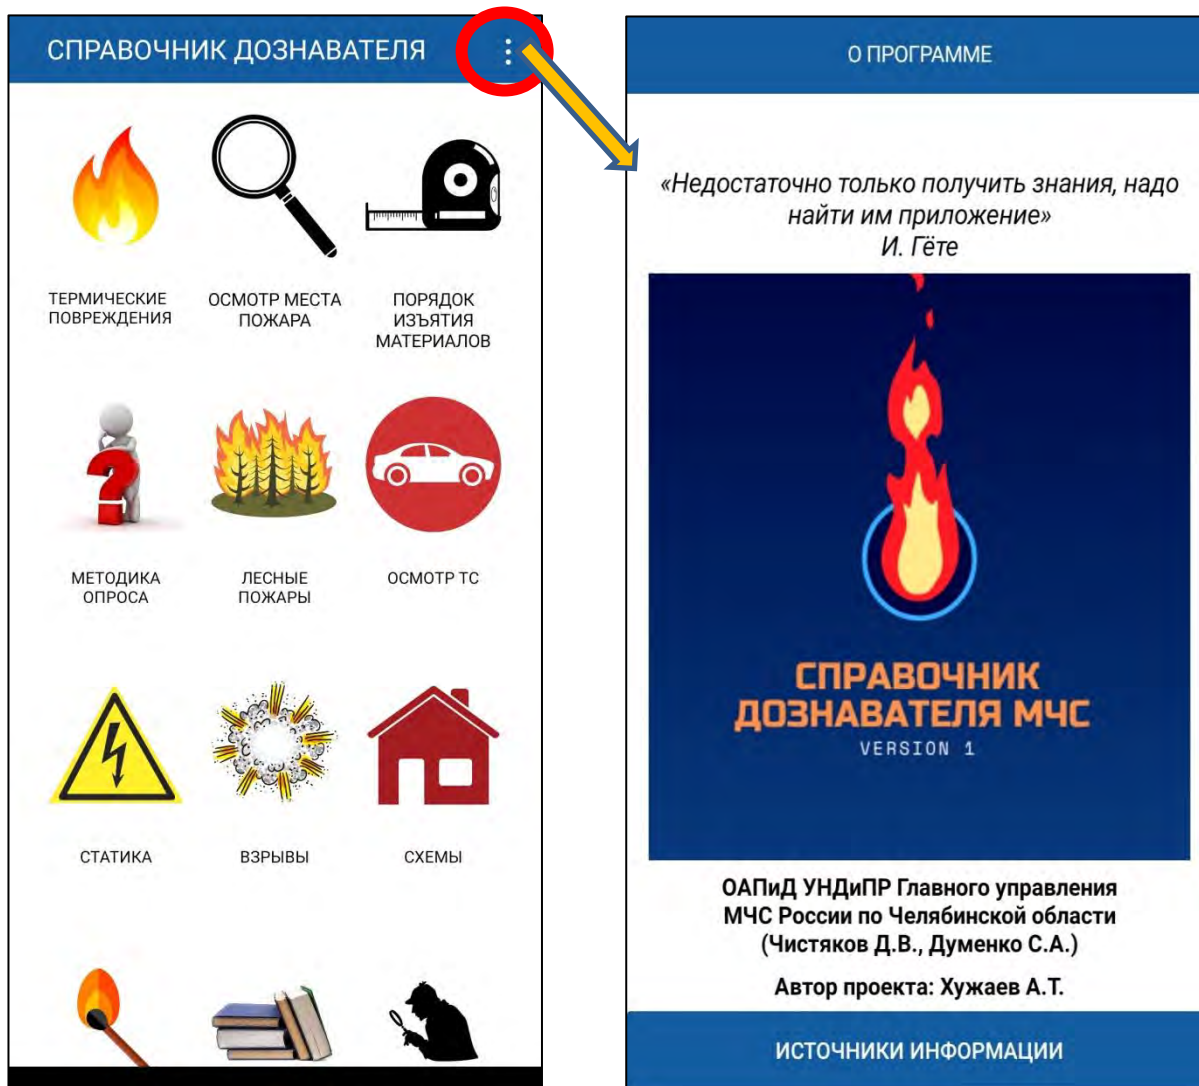 СПРАВОЧНИК ДОЗНАВАТЕЛЯ
ТЕРМИЧЕСКИЕ
ПОВРЕЖДЕНИЯ
ОСМОТР МЕСТА
ПОЖАРА
ПОРЯДОК
ИЗЪЯТИЯ
МАТЕРИАЛОВ
МЕТОДИКА
ОПРОСА
ЛЕСНЫЕ
ПОЖАРЫ
ОСМОТР ТС
СТАТИКА
ВЗРЫВЫ
СХЕМЫ
О ПРОГРАММЕ
«Недостаточно только получить знания, надо
найти им приложение»
И. Гёте
СПРАВОЧНИК
ДОЗНАВАТЕЛЯ МЧС
VERSION 1
ОАПиД УНДиПР Главного управления
МЧС России по Челябинской области
(Чистяков Д.В., Думенко С.А.)
Автор проекта: Хужаев А.Т.
ИСТОЧНИКИ ИНФОРМАЦИИ